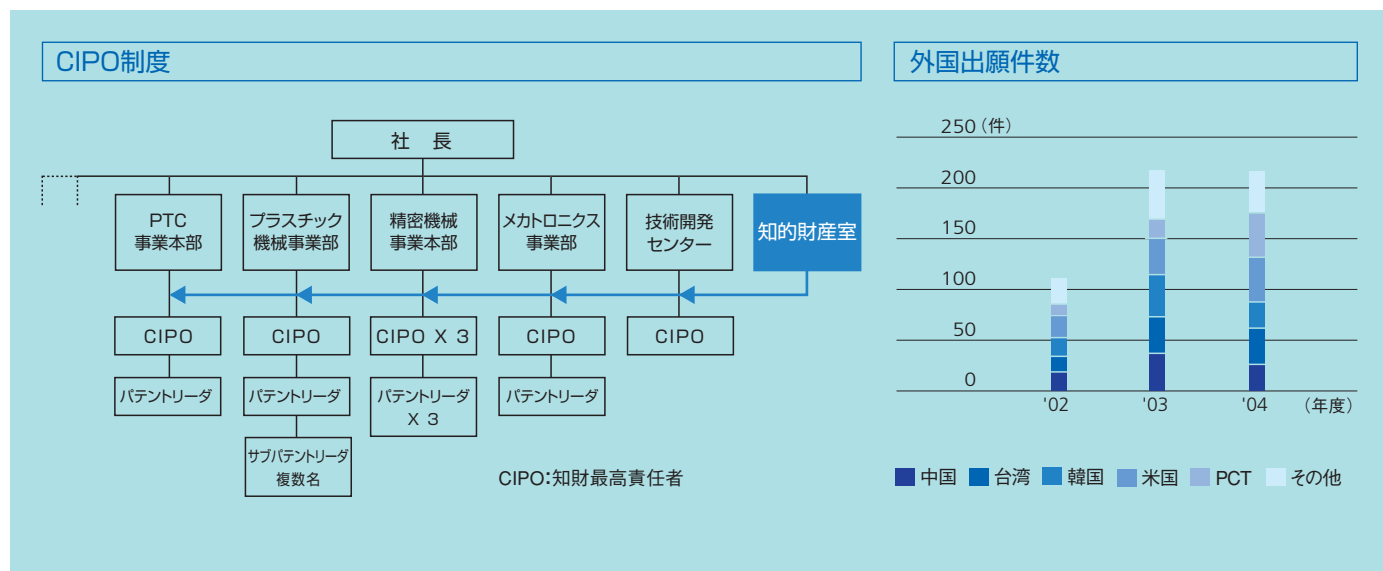 CIPO制度
社 長
PTC
事業本部
プラスチック
機械事業部
精密機械
事業本部
メカトロニクス
事業部
技術開発
センター
知的財産室
CIPO
CIPO
CIPO X 3
CIPO
CIPO
パテントリーダ
パテントリーダ
パテントリーダ
X 3
パテントリーダ
サブパテントリーダ
複数名
CIPO:知財最高責任者
外国出願件数
250(件)
200
150
100
50
0
'02
'03
'04
(年度)
中国
台湾
韓国
米国
PCT
その他